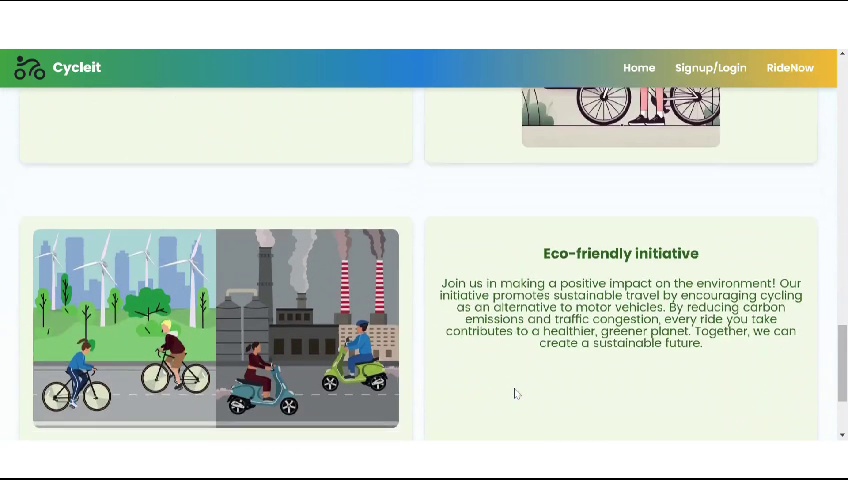 Cycleit
Home Signup/Login RideNow
Eco-friendly initiative
Join us in making a positive impact on the environment! Our
initiative promotes sustainable travel by encouraging cycling
as an alternative to motor vehicles. By reducing carbon
emissions and traffic congestion, every ride you take
contributes to a healthier, greener planet. Together, we can
create a sustainable future.